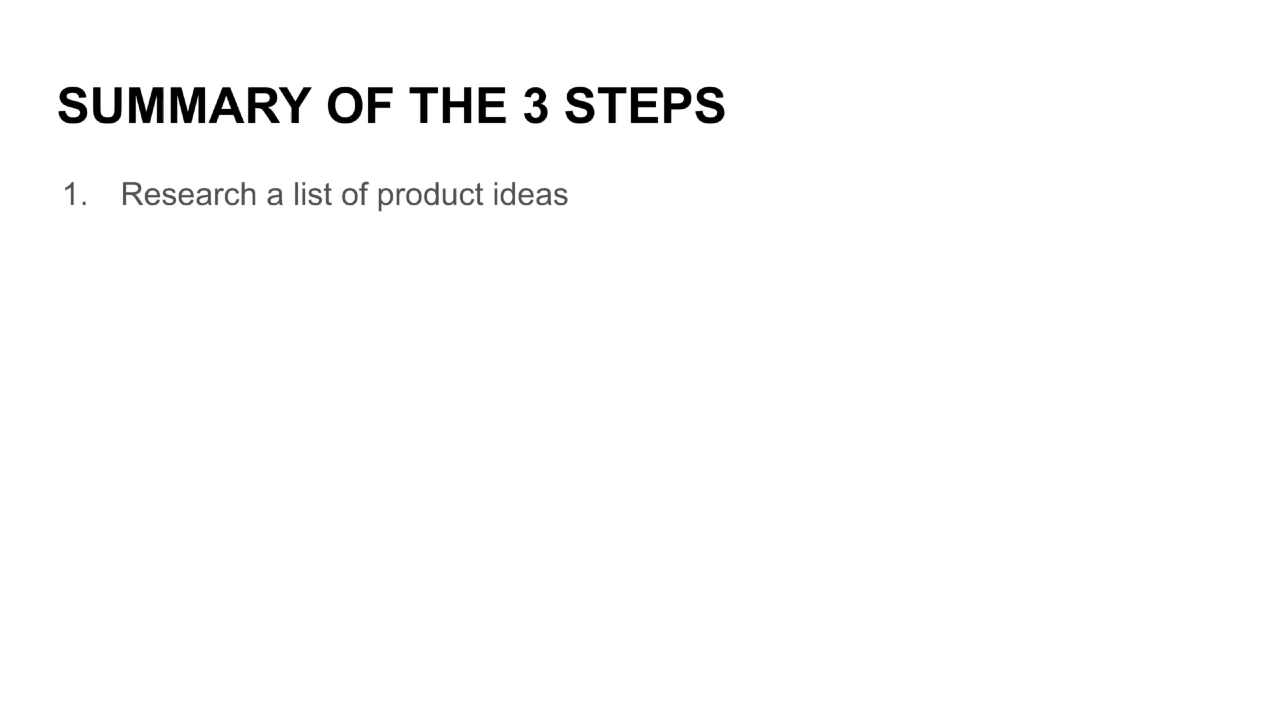 SUMMARY OF THE 3 STEPS
1. Research a list of product ideas